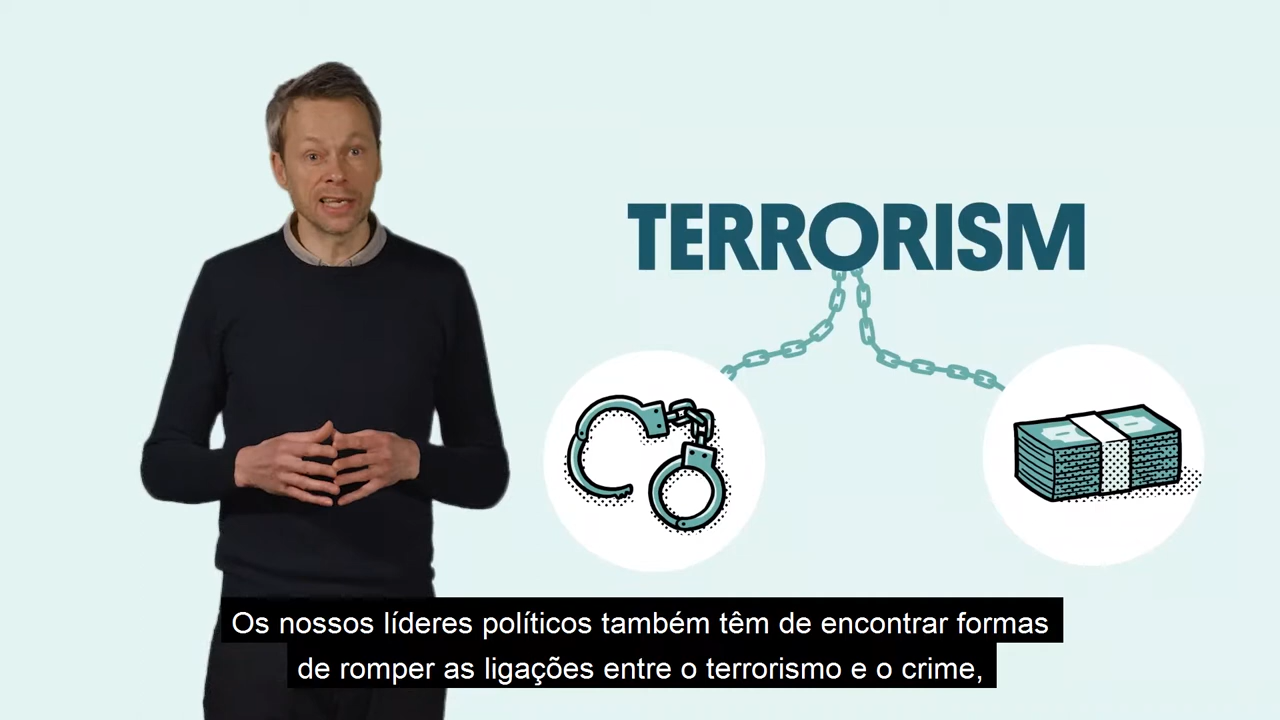 TERRORISM
Os nossos líderes políticos também têm de encontrar formas
de romper as ligações entre o terrorismo e o crime,